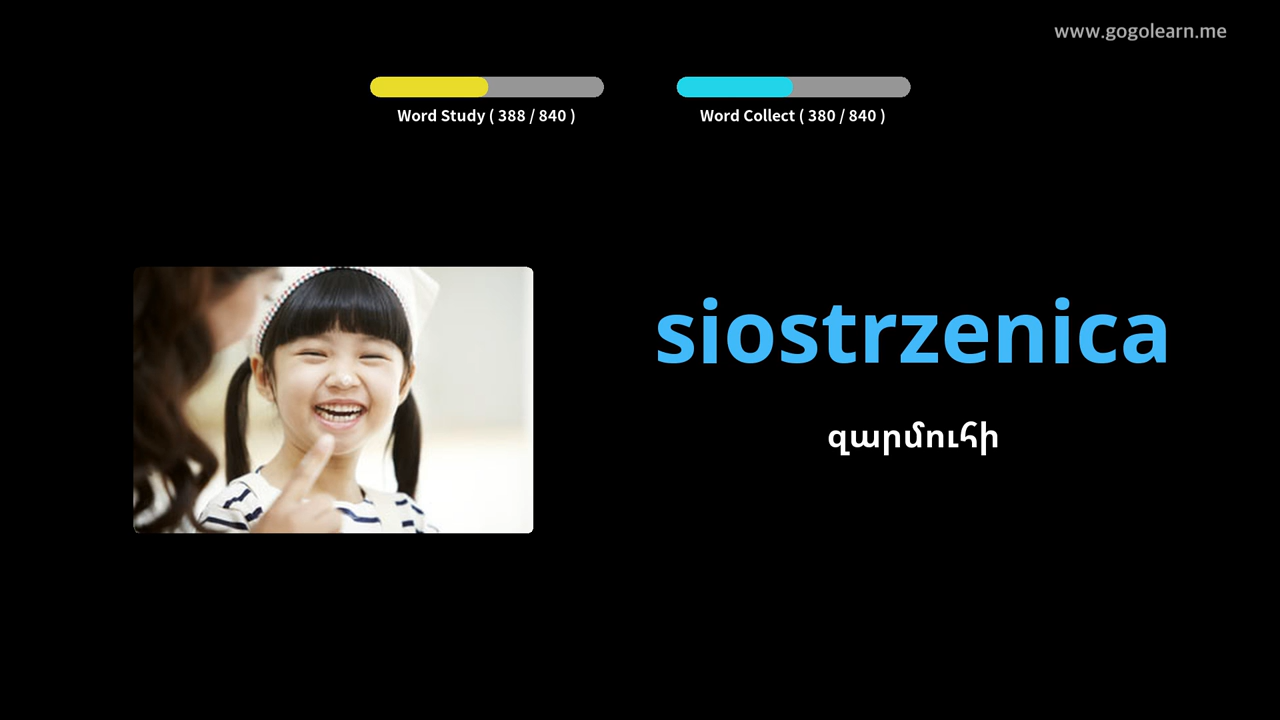 www.gogolearn.me
Word Study ( 388 / 840 )
Word Collect ( 380 / 840 )
siostrzenica
զարմուհի